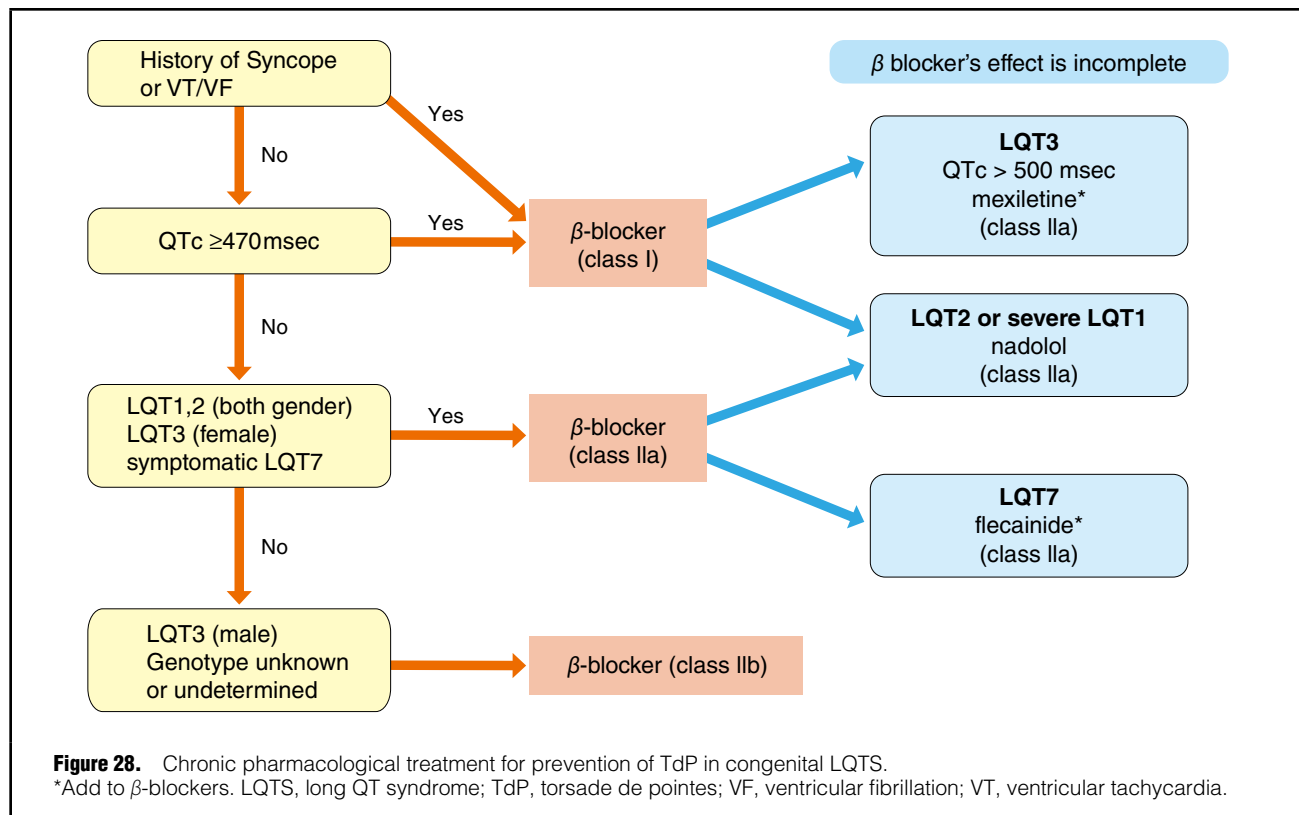 History of Syncope
or VT/VF
β blocker's effect is incomplete
Yes
No
LQT3
QTc > 500 msec
mexiletine*
(class IIa)
QTc ≥470 msec
Yes
β-blocker
(class I)
No
LQT2 or severe LQT1
nadolol
(class IIa)
LQT1,2 (both gender)
LQT3 (female)
symptomatic LQT7
Yes
β-blocker
(class IIa)
LQT7
flecainide*
(class IIa)
No
LQT3 (male)
Genotype unknown
or undetermined
β-blocker (class IIb)
Figure 28. Chronic pharmacological treatment for prevention of TdP in congenital LQTS.
*Add to β-blockers. LQTS, long QT syndrome; TdP, torsade de pointes; VF, ventricular fibrillation; VT, ventricular tachycardia.